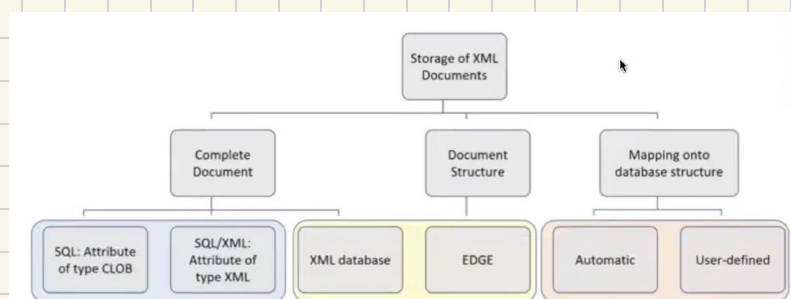 Storage of XML
Documents
Complete
Document
Document
Structure
Mapping onto
database structure
SQL: Attribute
of type CLOB
SQL/XML:
Attribute of
type XML
XML database
EDGE
Automatic
User-defined